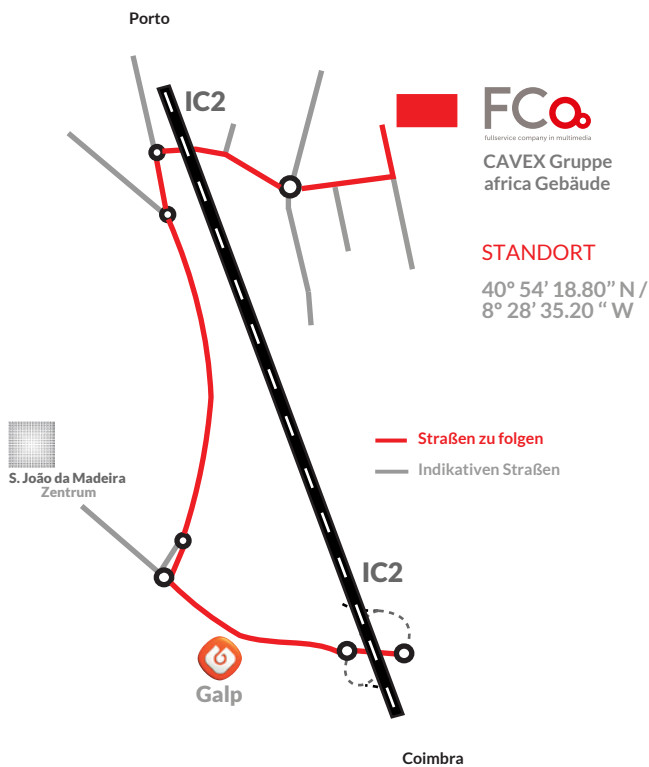 Porto
IC2
FCo
fullservice company in multimedia
CAVEX Gruppe
africa Gebäude
STANDORT
40° 54’ 18.80’’ N /
8° 28’ 35.20 “ W
Straßen zu folgen
Indikativen Straßen
S. João da Madeira
Zentrum
IC2
Galp
Coimbra